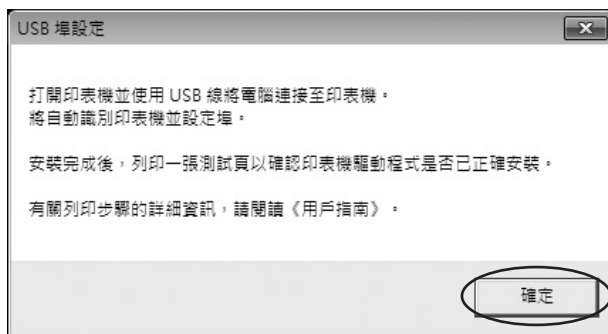 USB 埠設定
打開印表機並使用 USB 線將電腦連接至印表機。
將自動識別印表機並設定埠。
安裝完成後，列印一張測試頁以確認印表機驅動程式是否已正確安裝。
有關列印步驟的詳細資訊，請閱讀《用戶指南》。
確定